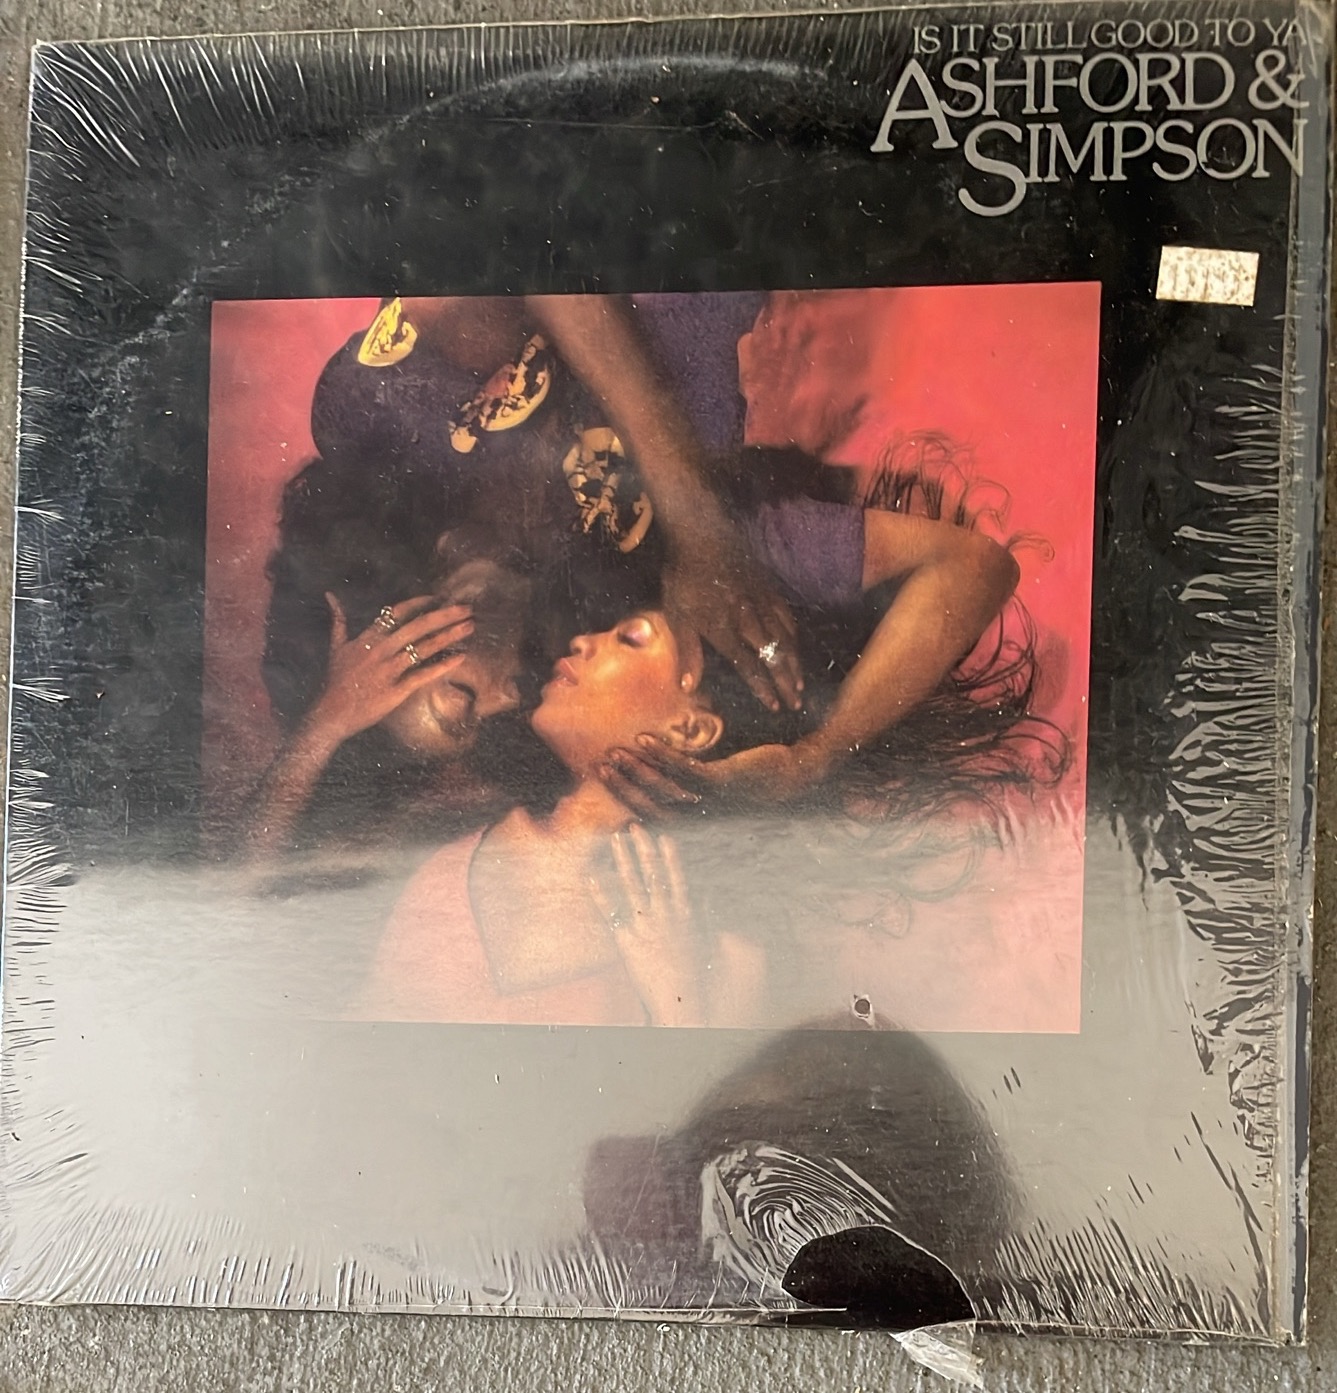 IS IT STILL GOOD TO YA
ASHFORD &
SIMPSON